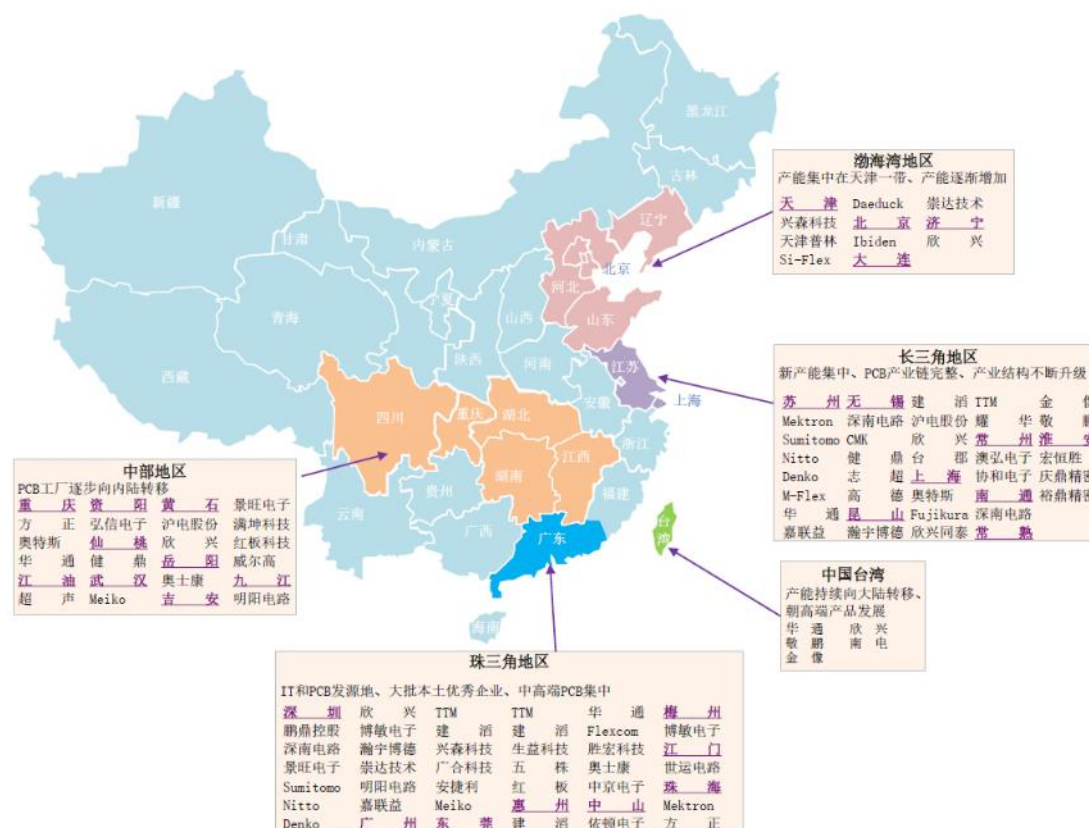 黑龙江
吉林
新疆
辽宁
甘肃
内蒙古
北京
河北
宁夏
山西
山东
青海
陕西
河南
江苏
西藏
安徽
上海
四川
重庆
湖北
浙江
湖南
江西
贵州
福建
云南
广西
广东
台湾
海南
渤海湾地区
产能集中在天津一带、产能逐渐增加
天津 Daeduck 崇达技术
兴森科技 北京 济宁
天津普林 Ibiden 欣兴
Si-Flex 大连
长三角地区
新产能集中、PCB产业链完整、产业结构不断升级
苏州 无锡 建滔 TTM 金
Mektron 深南电路 沪电股份 耀华 敬
Sumitomo CMK 欣兴 常州 淮
Nitto 健鼎 台郡 澳弘电子 宏恒胜
Denko 志超 上海 协和电子 庆鼎精密
M-Flex 高德 奥特斯 南通 裕鼎精密
华通 昆山 Fujikura 深南电路
嘉联益 瀚宇博德 欣兴同泰 常熟
中部地区
PCB工厂逐步向内陆转移
重庆 资阳 黄石 景旺电子
方正 弘信电子 沪电股份 满坤科技
奥特斯 仙桃 欣兴 红板科技
华通 健鼎 岳阳 威尔高
江油 武汉 奥士康 九江
超声 Meiko 吉安 明阳电路
中国台湾
产能持续向大陆转移、
朝高端产品发展
华通 欣兴
敬鹏 南电
金像
珠三角地区
IT和PCB发源地、大批本土优秀企业、中高端PCB集中
深圳 欣兴 TTM TTM 华通 梅州
鹏鼎控股 博敏电子 建滔 建滔 Flexcom 博敏电子
深南电路 瀚宇博德 兴森科技 生益科技 胜宏科技 江门
景旺电子 崇达技术 广合科技 五株 奥士康 世运电路
Sumitomo 明阳电路 安捷利 红板 中京电子 珠海
Nitto 嘉联益 Meiko 惠州 中山 Mektron
Denko 广州 东莞 建滔 依顿电子 方正